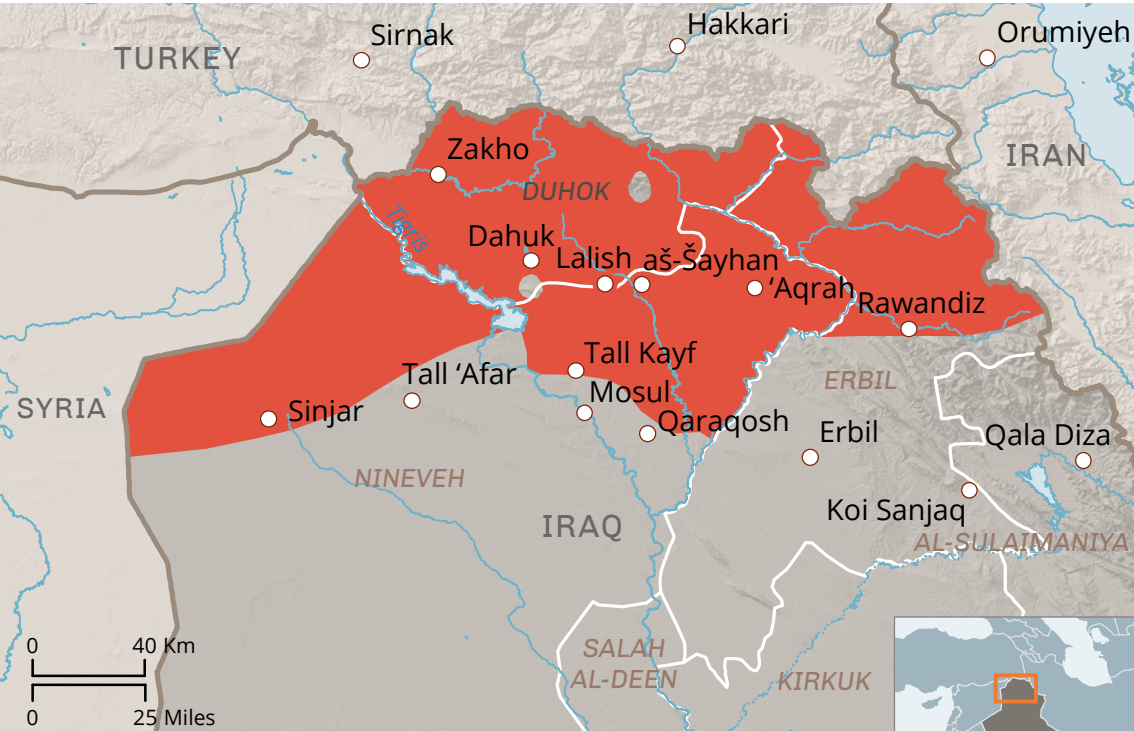 Hakkari
Orumiyeh
Sirnak
TURKEY
IRAN
Zakho
DUHOK
Tigris
Dahuk
Lalish
aš-Šayhan
‘Aqrah
Rawandiz
Tall Kayf
Tall ‘Afar
ERBIL
Mosul
SYRIA
Sinjar
Qaraqosh
Erbil
Qala Diza
NINEVEH
Koi Sanjaq
IRAQ
AL-SULAIMANIYA
0 40 Km
SALAH
AL-DEEN
KIRKUK
0 25 Miles